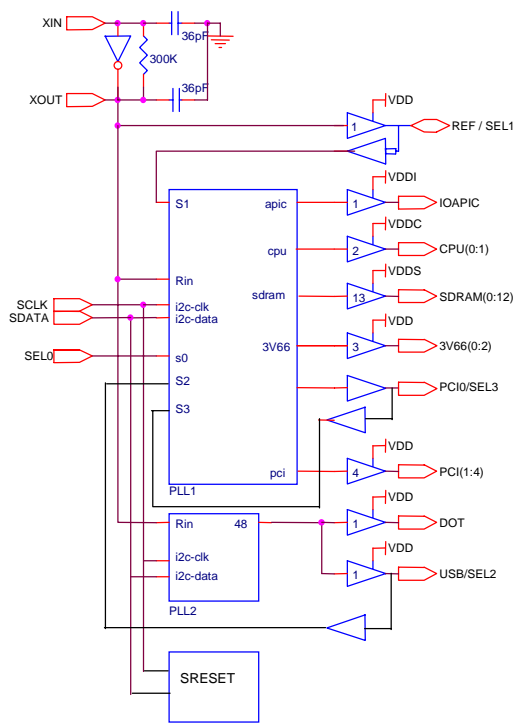 XIN
36pF
300K
36pF
XOUT
VDD
1
REF / SEL1
VDDI
S1
apic
1
IOAPIC
VDDC
cpu
2
CPU(0:1)
VDDS
Rin
sdram
13
SDRAM(0:12)
SCLK
i2c-clk
SDATA
i2c-data
VDD
3V66
3
3V66(0:2)
SEL0
s0
S2
PCI0/SEL3
S3
VDD
pci
4
PCI(1:4)
PLL1
VDD
Rin
48
1
DOT
VDD
i2c-clk
i2c-data
1
USB/SEL2
PLL2
SRESET